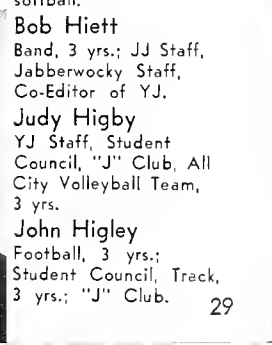 softball.
Bob Hiett
Band, 3 yrs.; JJ Staff,
Jabberwocky Staff,
Co-Editor of YJ.
Judy Higby
YJ Staff, Student
Council, "J" Club, All
City Volleyball Team,
3 yrs.
John Higley
Football, 3 yrs.;
Student Council, Track,
3 yrs.; "J" Club.
29